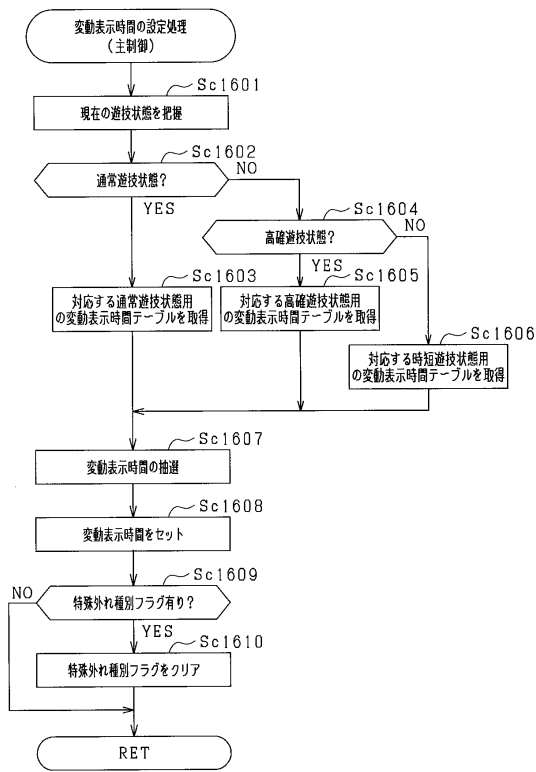 変動表示時間の設定処理
(主制御)
Sc1601
現在の遊技状態を把握
Sc1602
通常遊技状態?
NO
YES
Sc1604
高確遊技状態?
NO
YES
Sc1603
対応する通常遊技状態用
の変動表示時間テーブルを取得
Sc1605
対応する高確遊技状態用
の変動表示時間テーブルを取得
Sc1606
対応する時短遊技状態用
の変動表示時間テーブルを取得
Sc1607
変動表示時間の抽選
Sc1608
変動表示時間をセット
Sc1609
特殊外れ種別フラグ有り?
NO
YES
Sc1610
特殊外れ種別フラグをクリア
RET